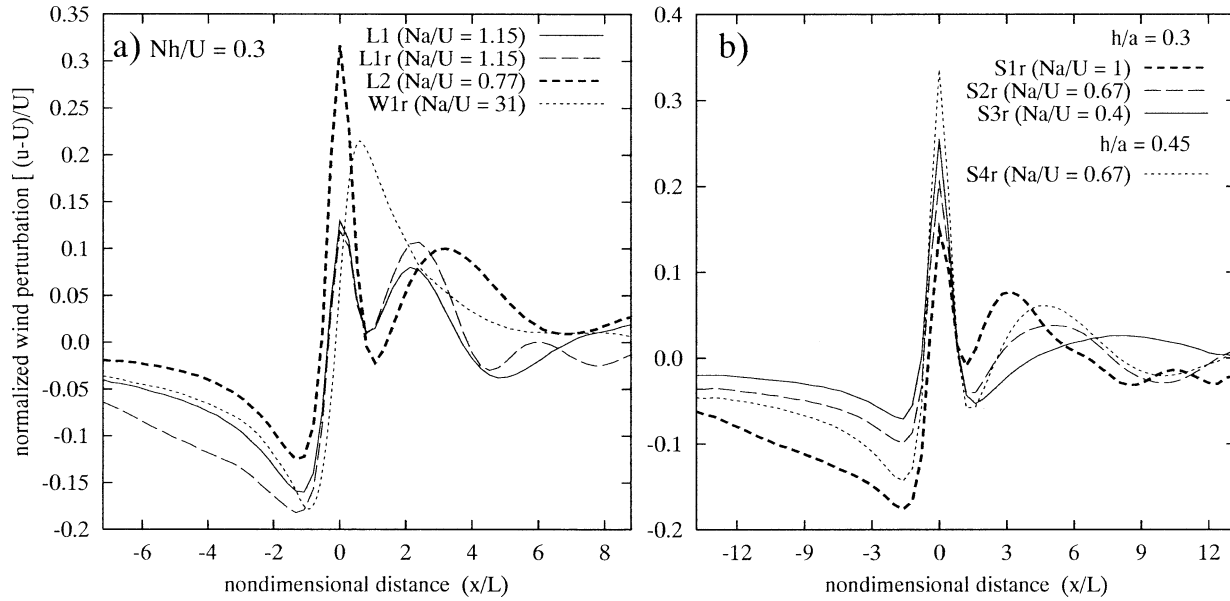 a) Nh/U = 0.3
L1 (Na/U = 1.15)
L1r (Na/U = 1.15)
L2 (Na/U = 0.77)
W1r (Na/U = 31)
normalized wind perturbation [ (u-U)/U]
0.35
0.3
0.25
0.2
0.15
0.1
0.05
0.0
-0.05
-0.1
-0.15
-0.2
-6
-4
-2
0
2
4
6
8
nondimensional distance (x/L)
b)
h/a = 0.3
S1r (Na/U = 1)
S2r (Na/U = 0.67)
S3r (Na/U = 0.4)
h/a = 0.45
S4r (Na/U = 0.67)
0.4
0.3
0.2
0.1
0.0
-0.1
-0.2
-12
-9
-6
-3
0
3
6
9
12
nondimensional distance (x/L)